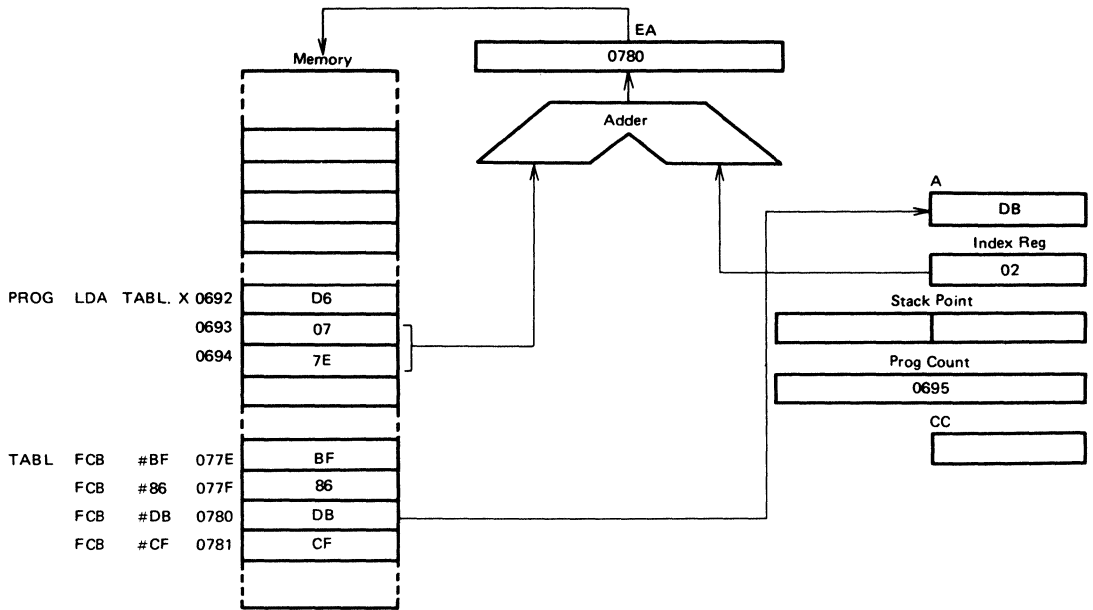 EA
0780
Memory
Adder
A
DB
Index Reg
02
Stack Point
Prog Count
0695
CC
PROG LDA TABL. X 0692 D6
0693 07
0694 7E
TABL FCB #BF 077E BF
FCB #86 077F 86
FCB #DB 0780 DB
FCB #CF 0781 CF